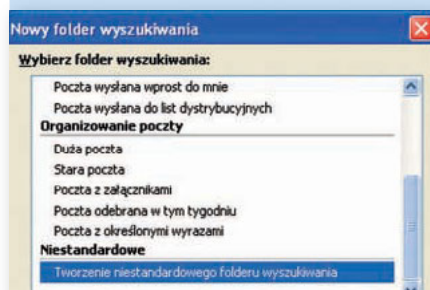 Nowy folder wyszukiwania
Wybierz folder wyszukiwania:
Poczta wysłana wprost do mnie
Poczta wysłana do list dystrybucyjnych
Organizowanie poczty
Duża poczta
Stara poczta
Poczta z załącznikami
Poczta odebrana w tym tygodniu
Poczta z określonymi wyrazami
Niestandardowe
Tworzenie niestandardowego folderu wyszukiwania